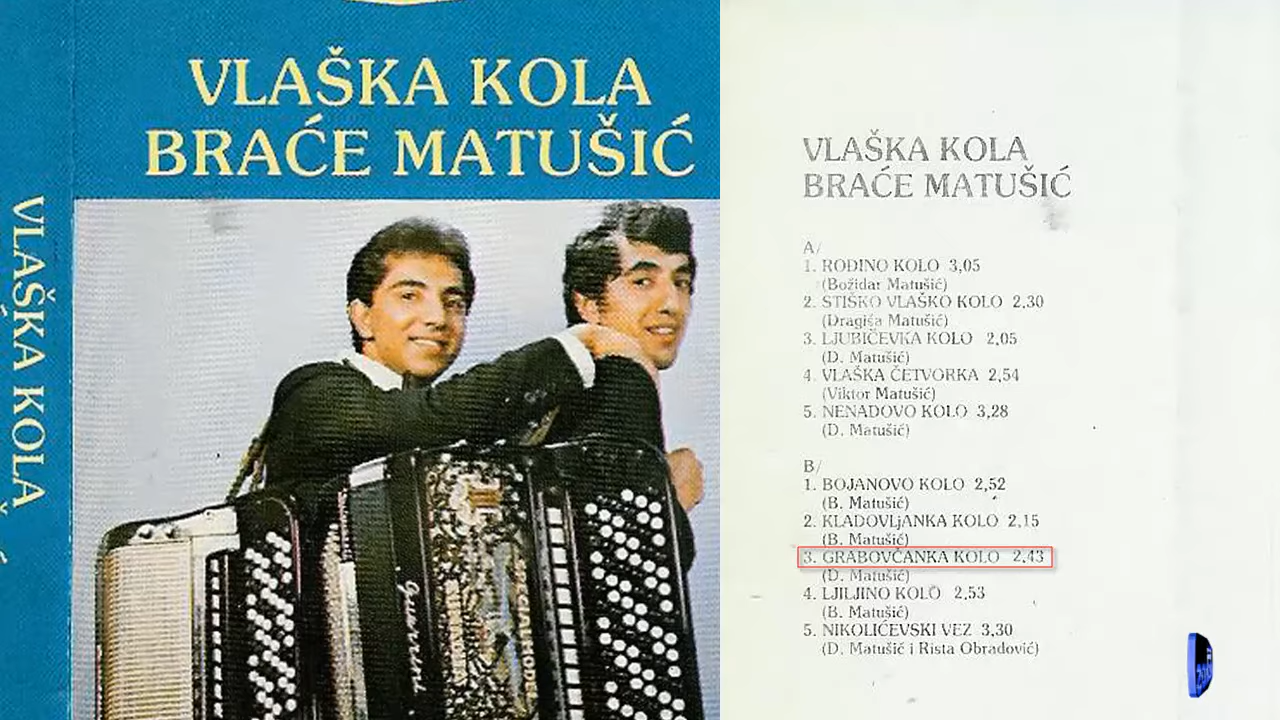 VLAŠKA KOLA
BRAĆE MATUŠIĆ
VLAŠKA KOLA
Guerrini
VLAŠKA KOLA
BRAĆE MATUŠIĆ
A/
1. RODINO KOLO 3,05
(Božidar Matušić)
2. STIŠKO VLAŠKO KOLO 2,30
(Dragiša Matušić)
3. LJUBIČEVKA KOLO 2,05
(D. Matušić)
4. VLAŠKA ČETVORKA 2,54
(Viktor Matušić)
5. NENADOVO KOLO 3,28
(D. Matušić)
B/
1. BOJANOVO KOLO 2,52
(B. Matušić)
2. KLADOVLjANKA KOLO 2,15
(B. Matušić)
3. GRABOVČANKA KOLO 2,43
(D. Matušić)
4. LJILJINO KOLO 2,53
(B. Matušić)
5. NIKOLIĆEVSKI VEZ 3,30
(D. Matušić i Rista Obradović)